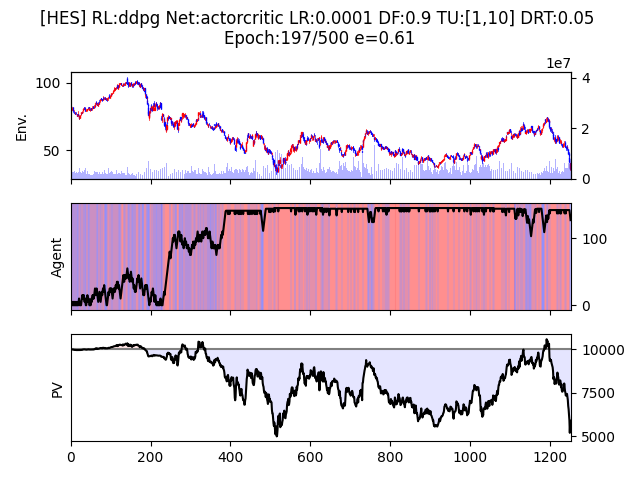 [HES] RL:ddpg Net:actorcritic LR:0.0001 DF:0.9 TU:[1,10] DRT:0.05
Epoch:197/500 e=0.61
1e7
100
50
Env.
4
2
0
Agent
100
0
PV
10000
7500
5000
0
200
400
600
800
1000
1200